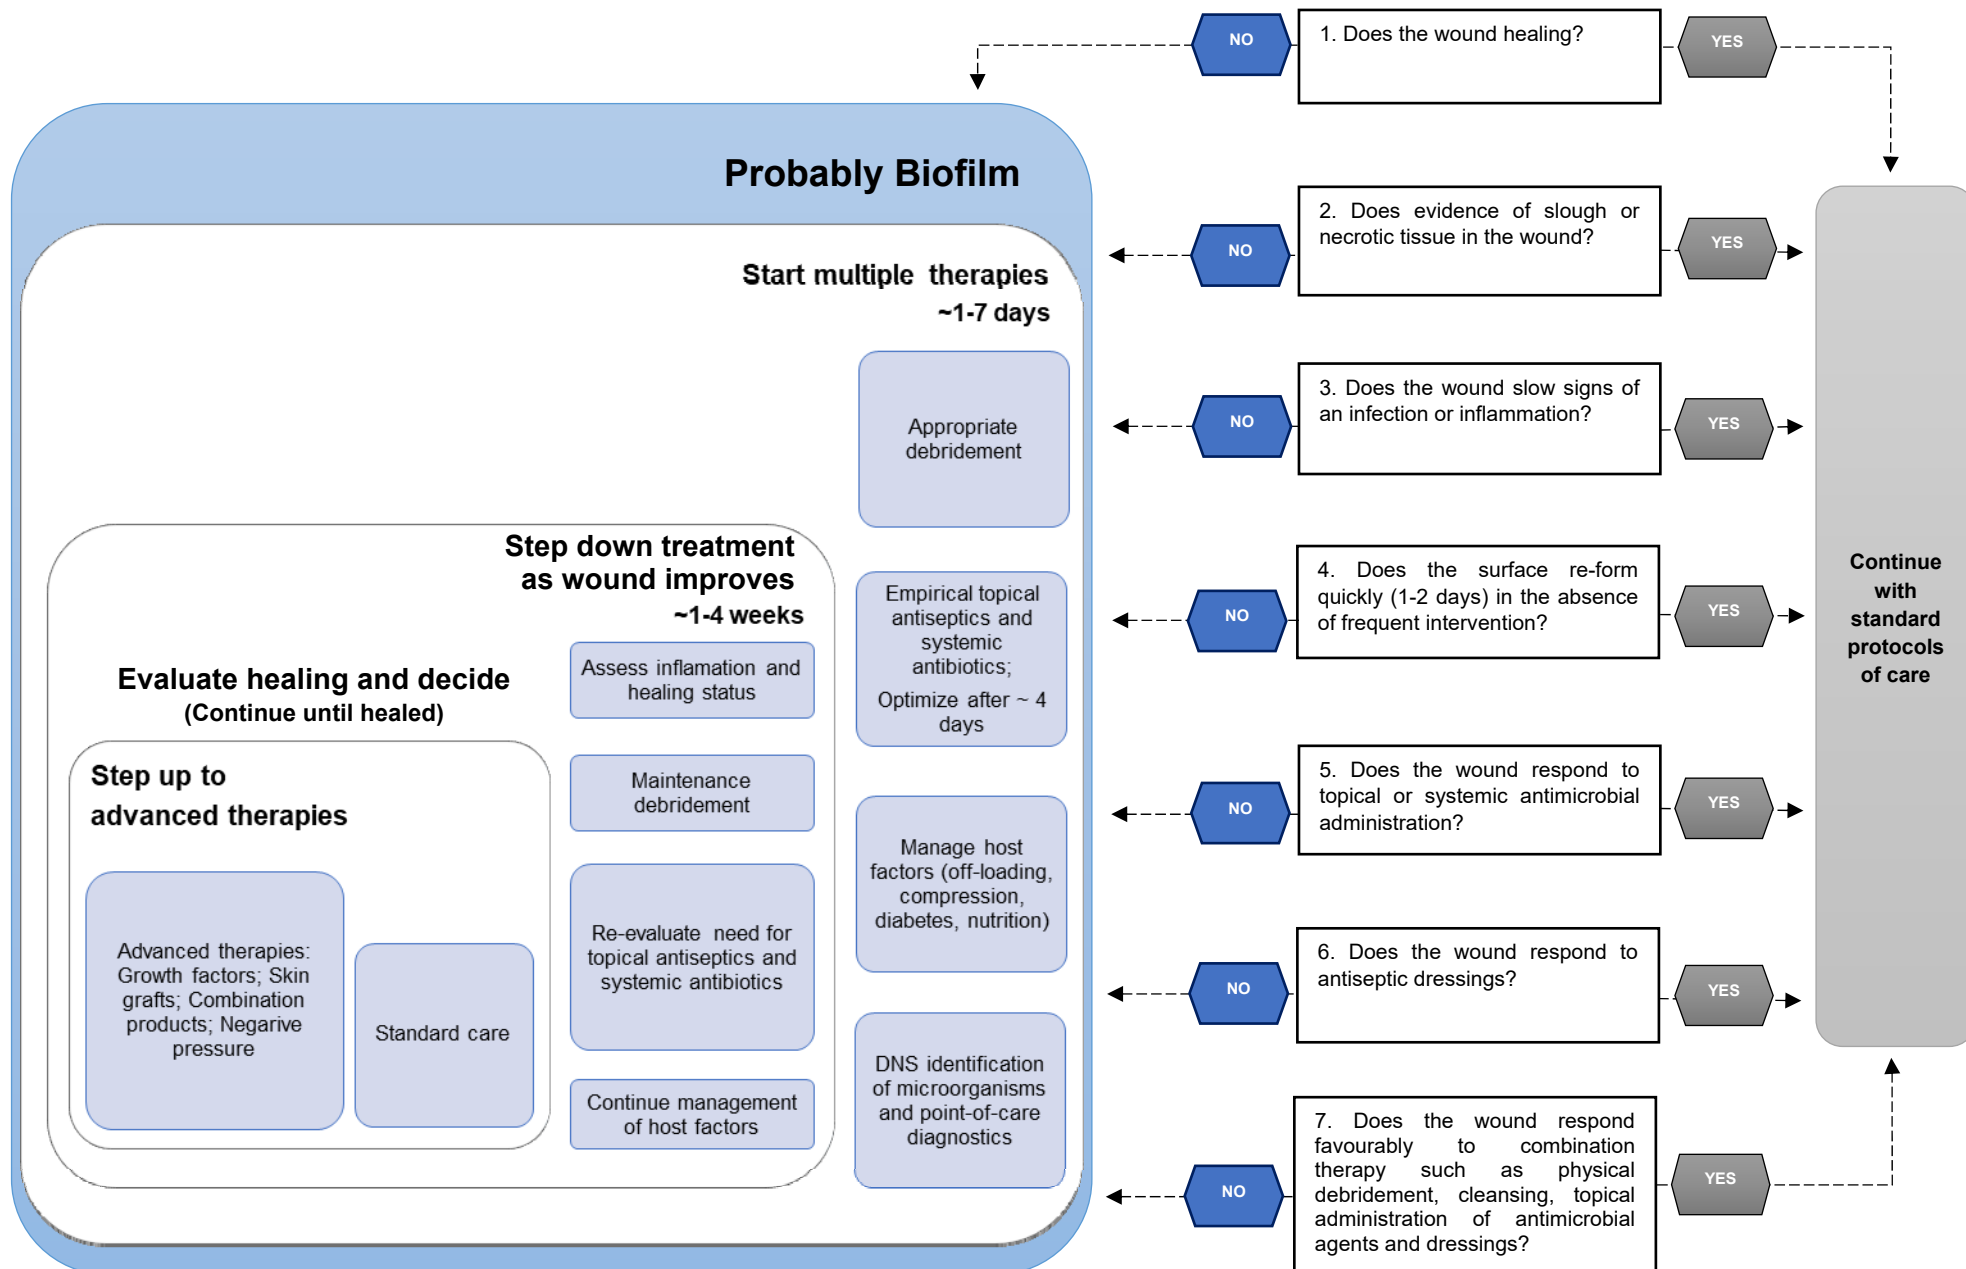 NO
1. Does the wound healing?
YES
Probably Biofilm
NO
2. Does evidence of slough or
necrotic tissue in the wound?
YES
Start multiple therapies
~1-7 days
NO
3. Does the wound slow signs of
an infection or inflammation?
YES
Appropriate
debridement
Step down treatment
as wound improves
~1-4 weeks
NO
4. Does the surface re-form
quickly (1-2 days) in the absence
of frequent intervention?
YES
Continue
with
standard
protocols
of care
Empirical topical
antiseptics and
systemic
antibiotics;
Optimize after ~ 4
days
Assess inflamation and
healing status
Evaluate healing and decide
(Continue until healed)
Step up to
advanced therapies
Maintenance
debridement
NO
5. Does the wound respond to
topical or systemic antimicrobial
administration?
YES
Manage host
factors (off-loading,
compression,
diabetes, nutrition)
Advanced therapies:
Growth factors; Skin
grafts; Combination
products; Negarive
pressure
Standard care
Re-evaluate need for
topical antiseptics and
systemic antibiotics
NO
6. Does the wound respond to
antiseptic dressings?
YES
DNS identification
of microorganisms
and point-of-care
diagnostics
Continue management
of host factors
NO
7. Does the wound respond
favourably to combination
therapy such as physical
debridement, cleansing, topical
administration of antimicrobial
agents and dressings?
YES